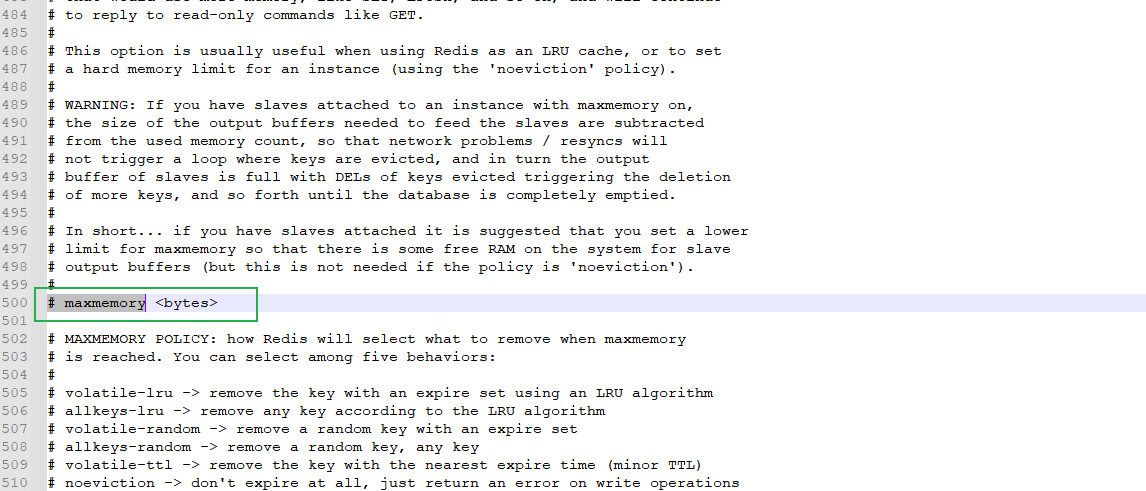 484 # to reply to read-only commands like GET.
485 #
486 # This option is usually useful when using Redis as an LRU cache, or to set
487 # a hard memory limit for an instance (using the 'noeviction' policy).
488 #
489 # WARNING: If you have slaves attached to an instance with maxmemory on,
490 # the size of the output buffers needed to feed the slaves are subtracted
491 # from the used memory count, so that network problems / resyncs will
492 # not trigger a loop where keys are evicted, and in turn the output
493 # buffer of slaves is full with DELs of keys evicted triggering the deletion
494 # of more keys, and so forth until the database is completely emptied.
495 #
496 # In short... if you have slaves attached it is suggested that you set a lower
497 # limit for maxmemory so that there is some free RAM on the system for slave
498 # output buffers (but this is not needed if the policy is 'noeviction').
499 #
500 # maxmemory <bytes>
501
502 # MAXMEMORY POLICY: how Redis will select what to remove when maxmemory
503 # is reached. You can select among five behaviors:
504 #
505 # volatile-lru -> remove the key with an expire set using an LRU algorithm
506 # allkeys-lru -> remove any key according to the LRU algorithm
507 # volatile-random -> remove a random key with an expire set
508 # allkeys-random -> remove a random key, any key
509 # volatile-ttl -> remove the key with the nearest expire time (minor TTL)
510 # noeviction -> don't expire at all, just return an error on write operations